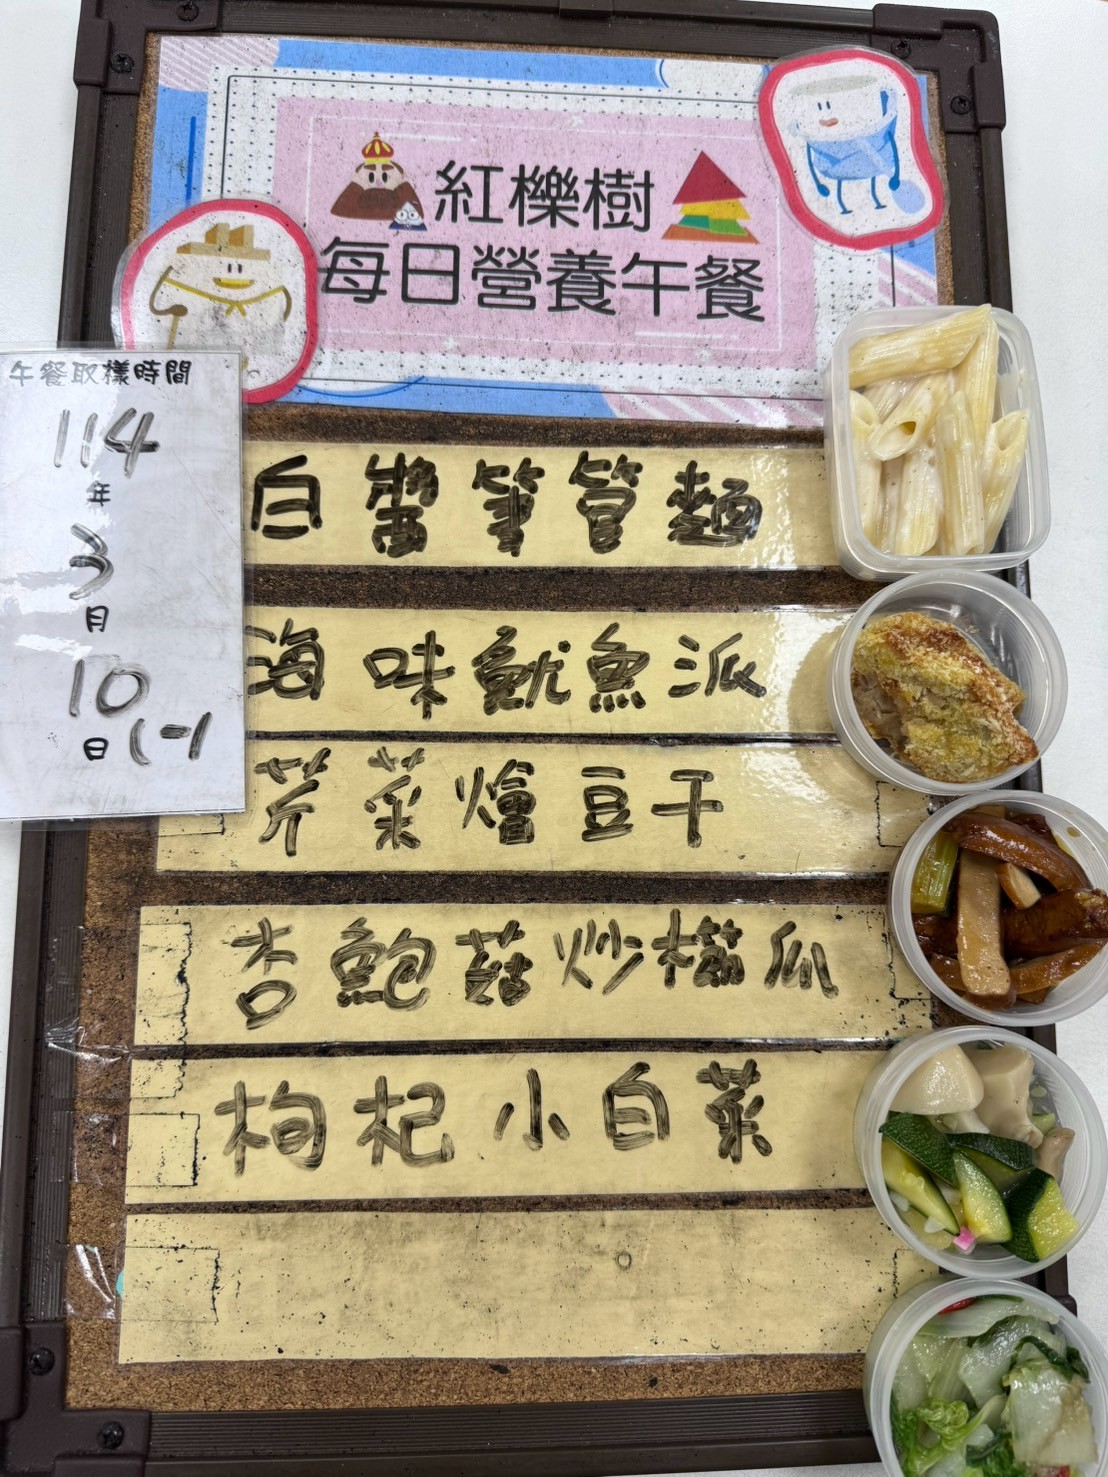 紅櫟樹
每日營養午餐
午餐取樣時間
114
年
3
月
10
日(一)
白醬筆管麵
海味魷魚派
芹菜燴豆干
杏鮑菇炒櫛瓜
枸杞小白菜